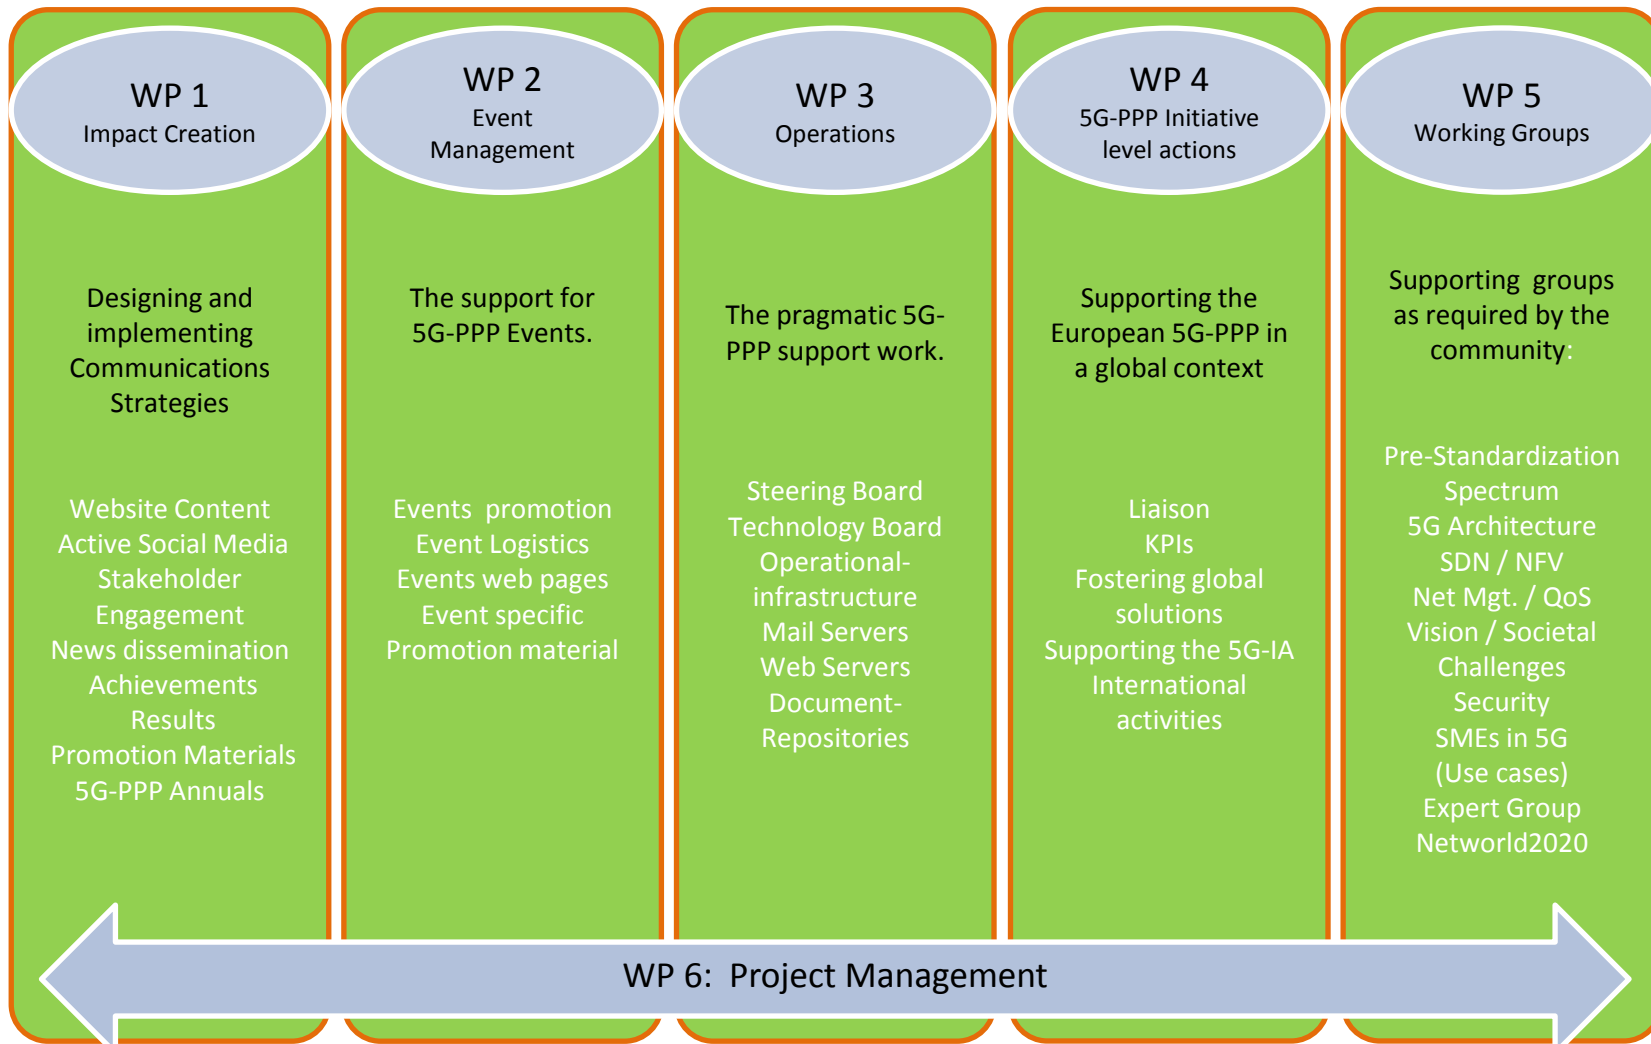 WP 1
Impact Creation
Designing and
implementing
Communications
Strategies
Website Content
Active Social Media
Stakeholder
Engagement
News dissemination
Achievements
Results
Promotion Materials
5G-PPP Annuals
WP 2
Event
Management
The support for
5G-PPP Events.
Events promotion
Event Logistics
Events web pages
Event specific
Promotion material
WP 3
Operations
The pragmatic 5G-
PPP support work.
Steering Board
Technology Board
Operational-
infrastructure
Mail Servers
Web Servers
Document-
Repositories
WP 4
5G-PPP Initiative
level actions
Supporting the
European 5G-PPP in
a global context
Liaison
KPIs
Fostering global
solutions
Supporting the 5G-IA
International
activities
WP 5
Working Groups
Supporting groups
as required by the
community:
Pre-Standardization
Spectrum
5G Architecture
SDN / NFV
Net Mgt. / QoS
Vision / Societal
Challenges
Security
SMEs in 5G
(Use cases)
Expert Group
Networld2020
WP 6: Project Management